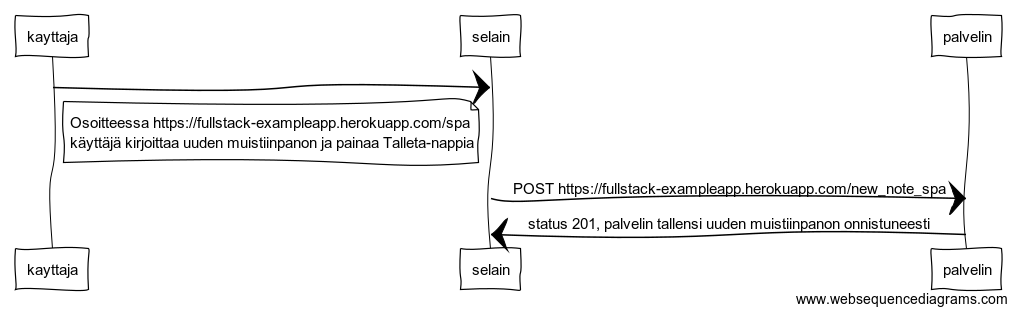 kayttaja
selain
palvelin
Osoitteessa https://fullstack-exampleapp.herokuapp.com/spa
käyttäjä kirjoittaa uuden muistiinpanon ja painaa Talleta-nappia
POST https://fullstack-exampleapp.herokuapp.com/new_note_spa
status 201, palvelin tallensi uuden muistiinpanon onnistuneesti
kayttaja
selain
palvelin
www.websequencediagrams.com